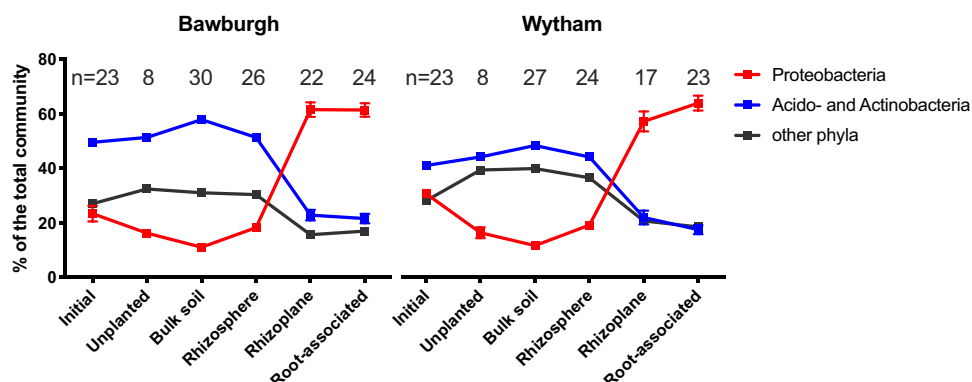 Bawburgh
Wytham
% of the total community
80
60
40
20
0
n=23 8 30 26 22 24
n=23 8 27 24 17 23
Proteobacteria
Acido- and Actinobacteria
other phyla
Initial
Unplanted
Bulk soil
Rhizosphere
Rhizoplane
Root-associated
Initial
Unplanted
Bulk soil
Rhizosphere
Rhizoplane
Root-associated